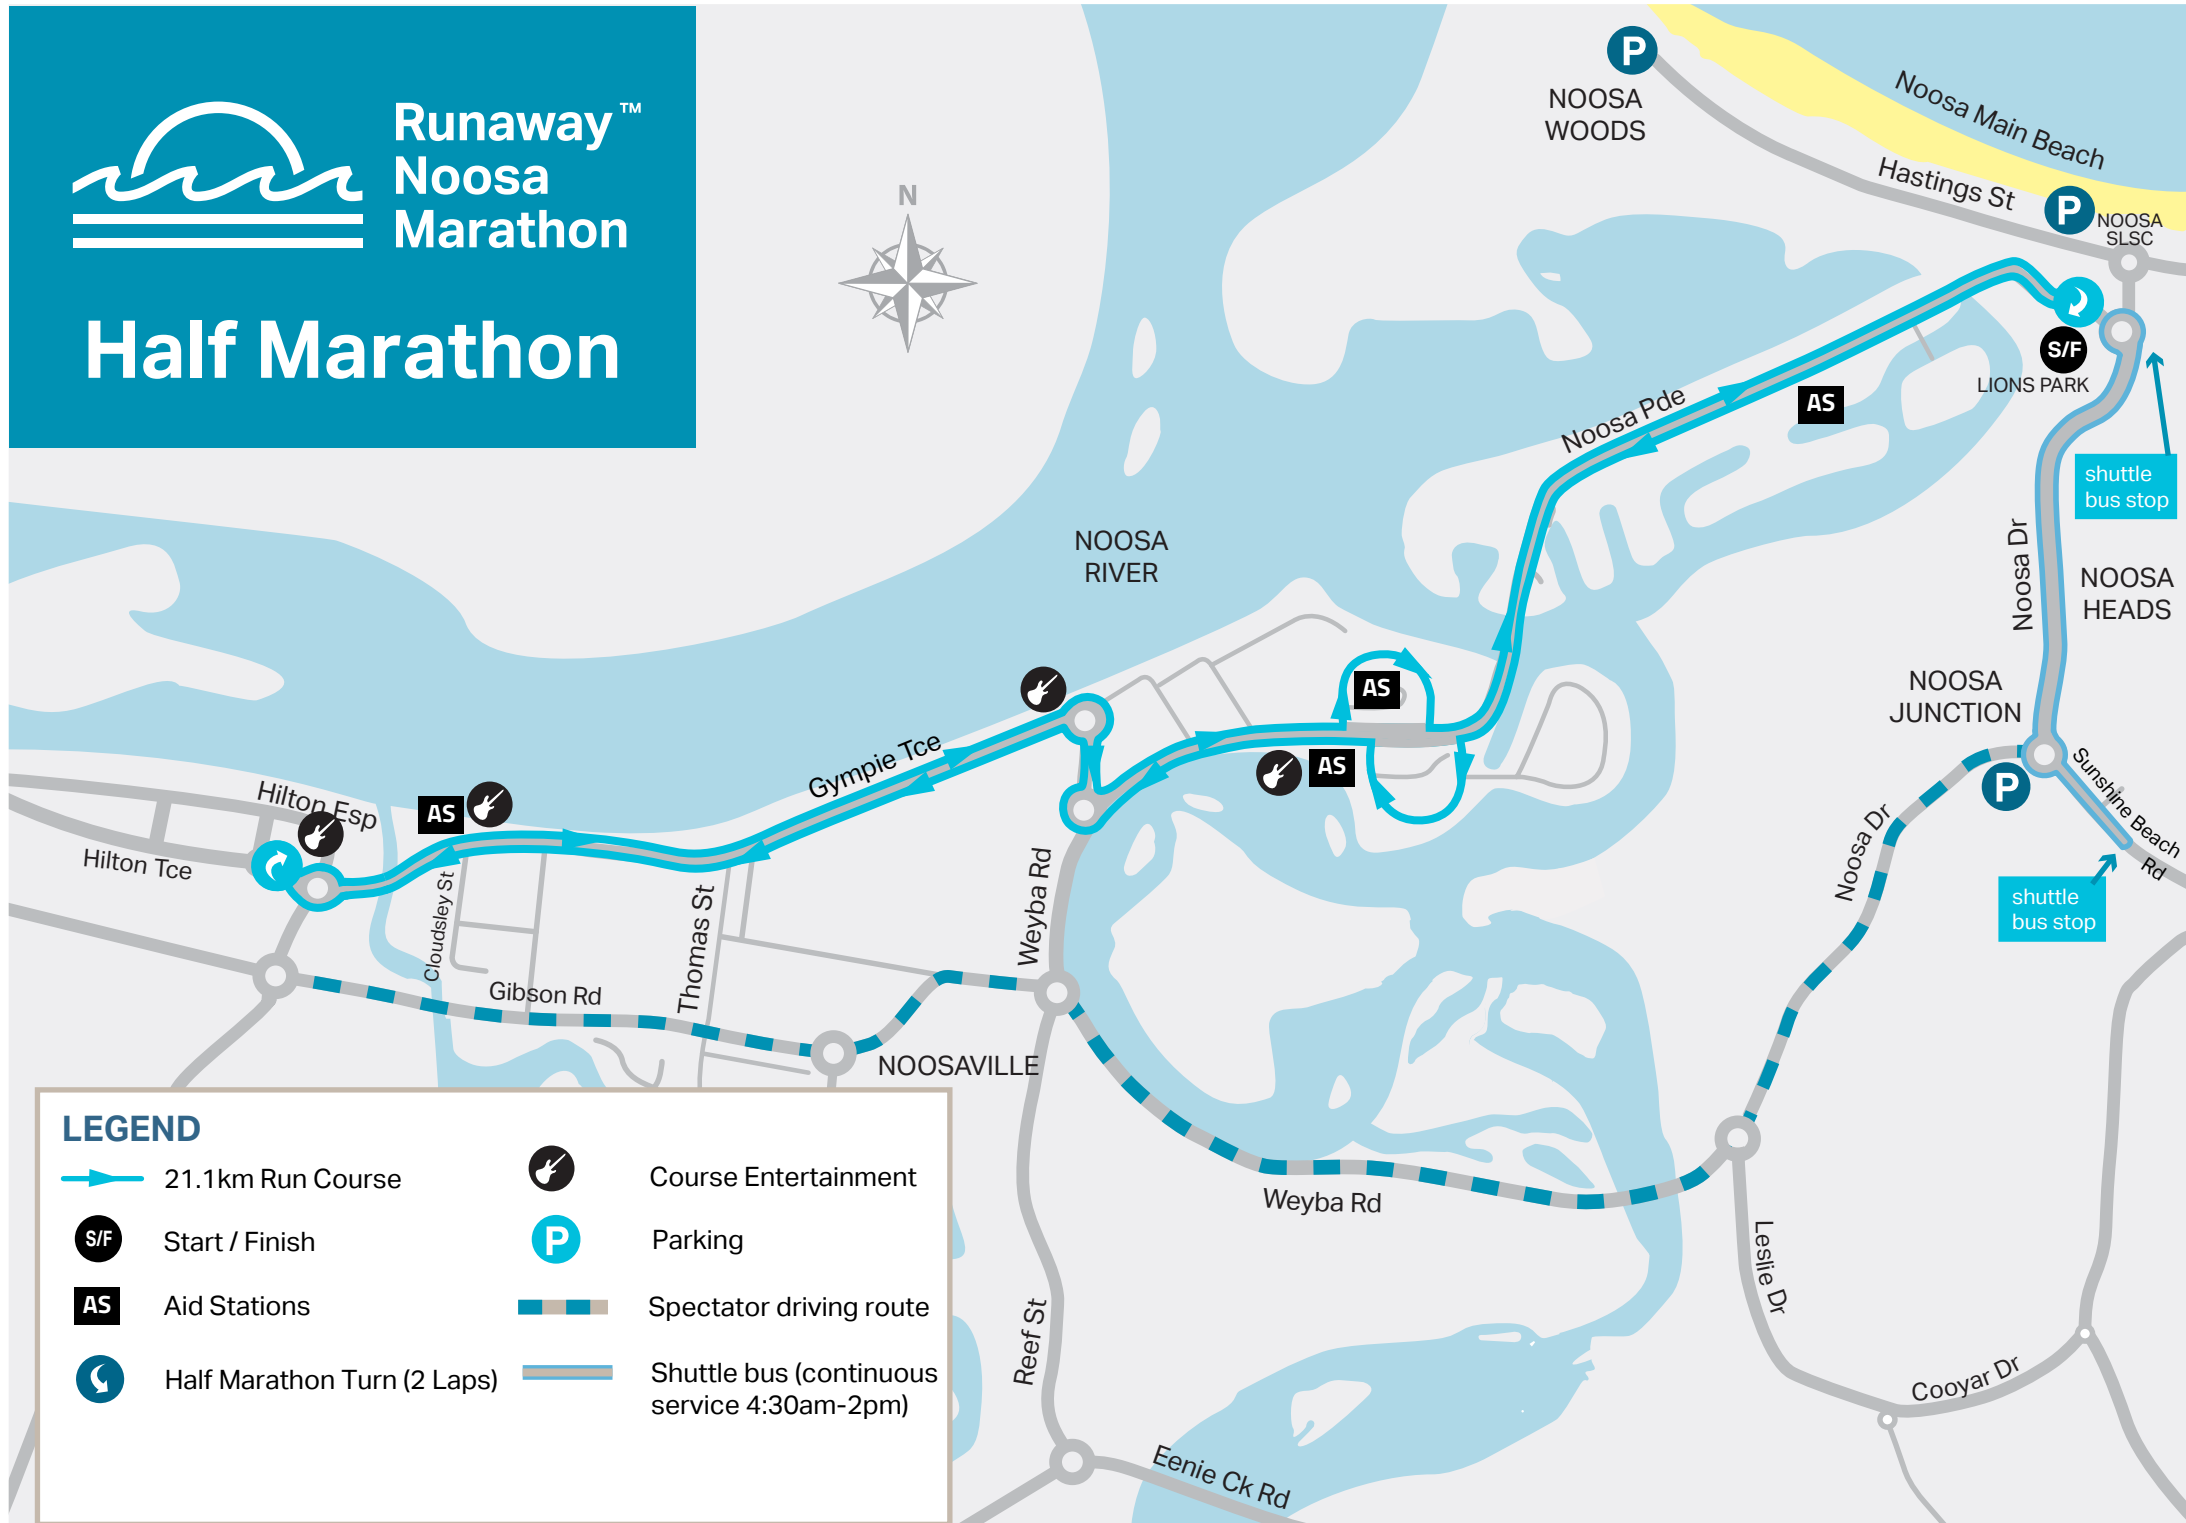 Runaway™
Noosa
Marathon
Half Marathon
N
P
NOOSA
WOODS
Noosa Main Beach
Hastings St
P
NOOSA
SLSC
S/F
LIONS PARK
AS
Noosa Pde
shuttle
bus stop
NOOSA
RIVER
Noosa Dr
NOOSA
HEADS
NOOSA
JUNCTION
AS
AS
Gympie Tce
P
Sunshine Beach
Rd
shuttle
bus stop
Noosa Dr
Hilton Esp
AS
Hilton Tce
Cloudsley St
Thomas St
Weyba Rd
Gibson Rd
NOOSAVILLE
Weyba Rd
Leslie Dr
Reef St
Cooyar Dr
Eenie Ck Rd
LEGEND
21.1km Run Course
S/F
Start / Finish
AS
Aid Stations
Half Marathon Turn (2 Laps)
Course Entertainment
P
Parking
Spectator driving route
Shuttle bus (continuous
service 4:30am-2pm)